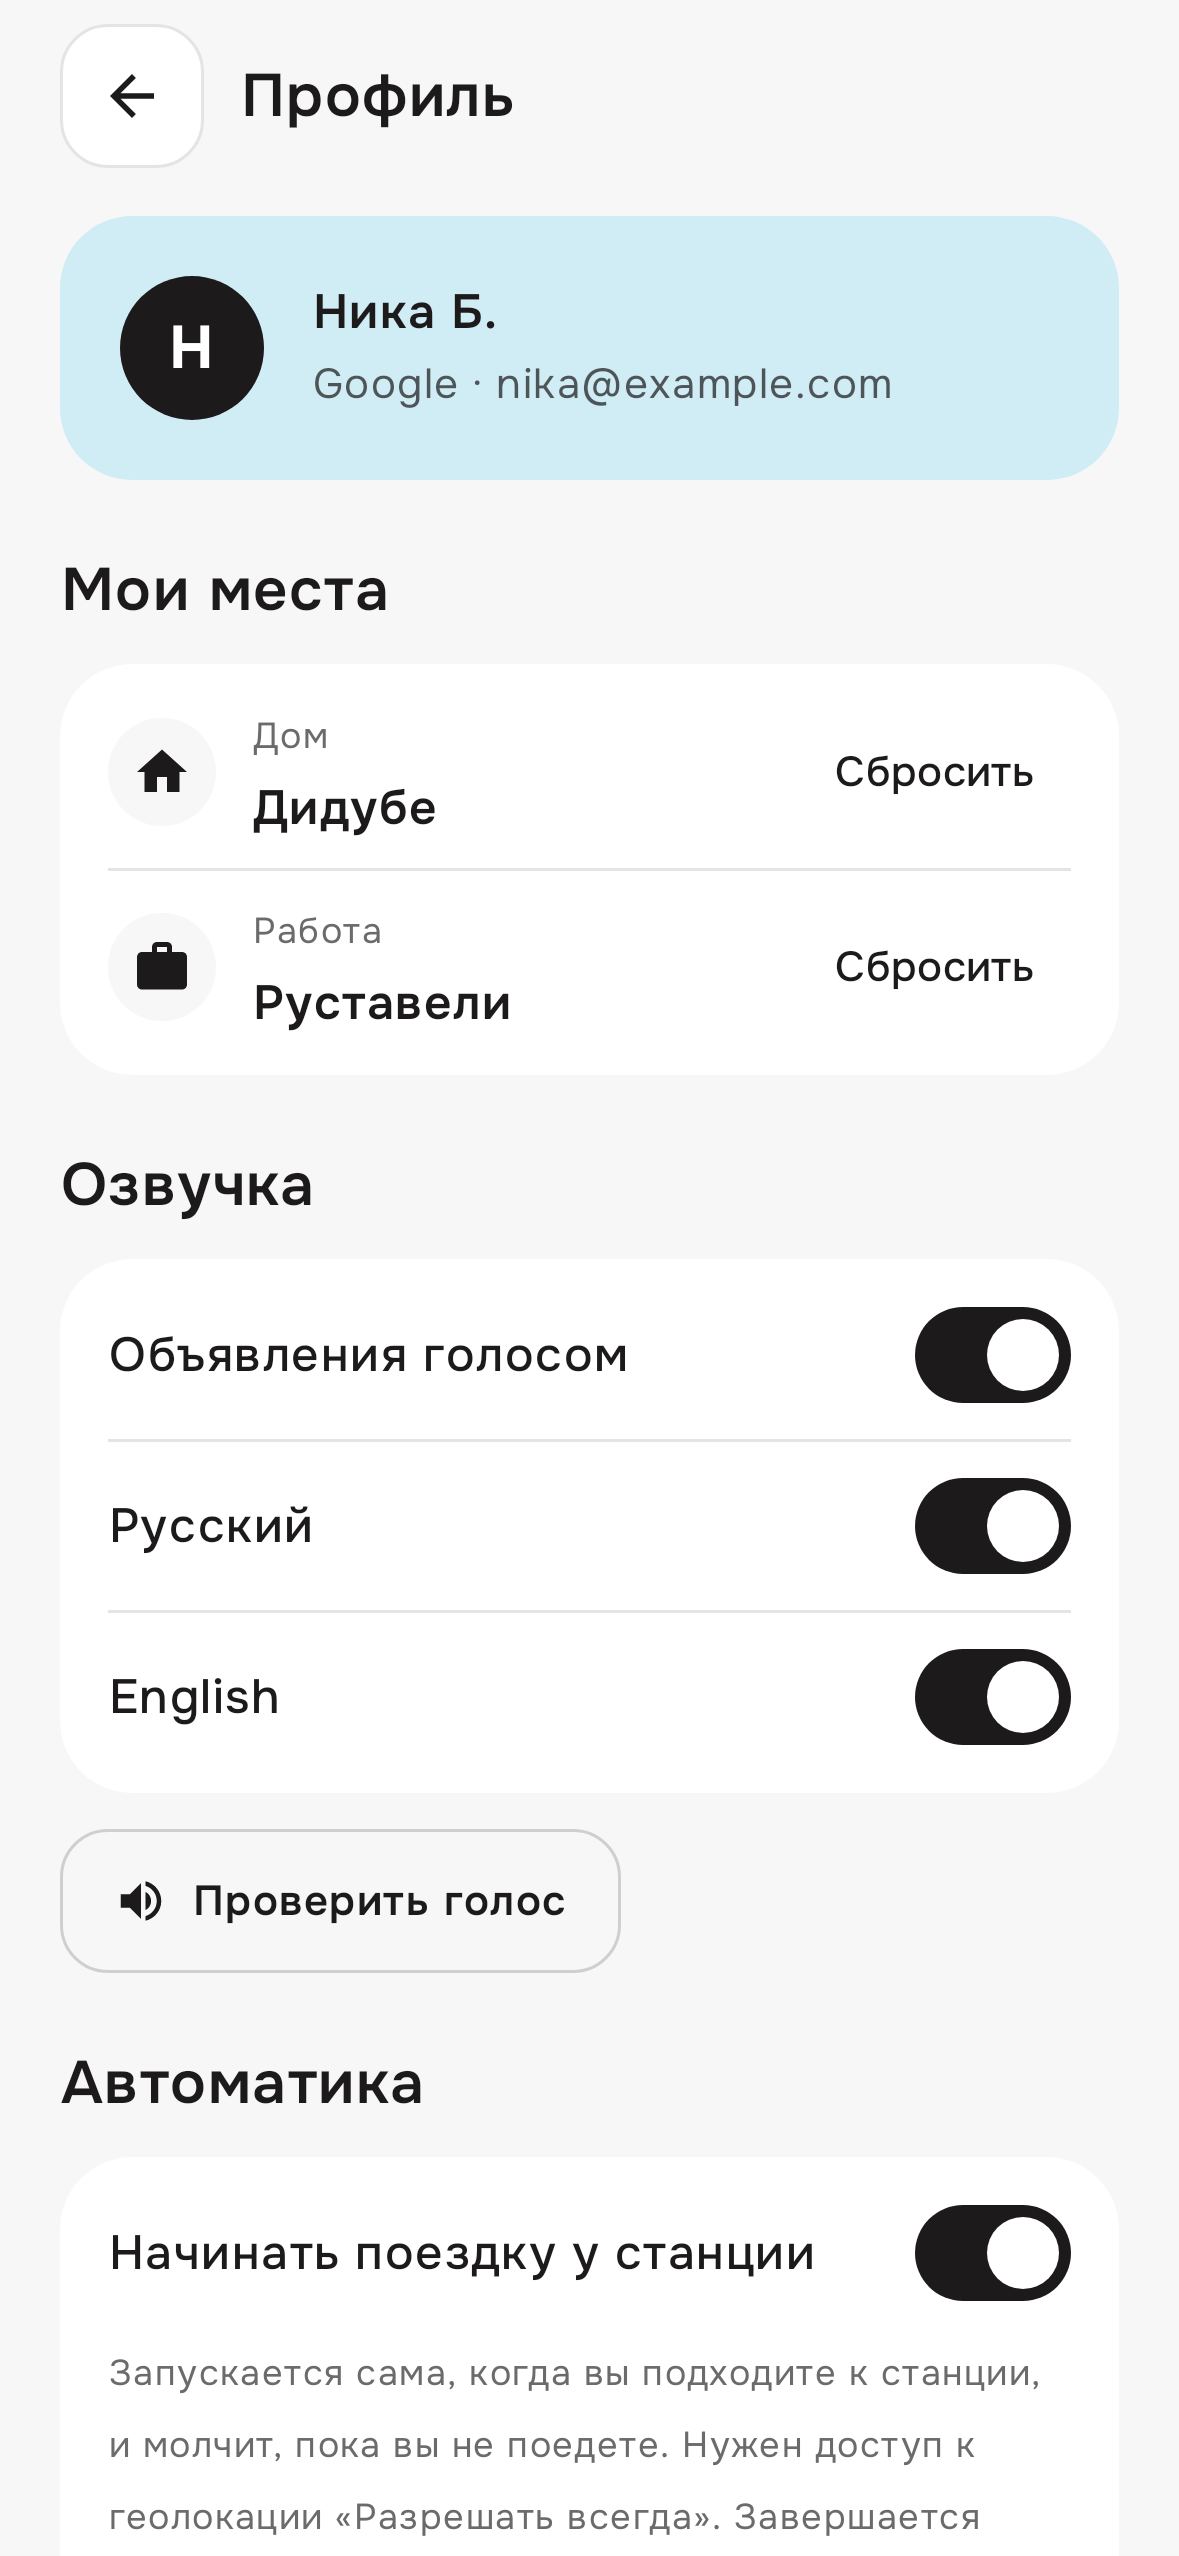 Профиль
Н
Ника Б.
Google · nika@example.com
Мои места
Дом
Дидубе
Сбросить
Работа
Руставели
Сбросить
Озвучка
Объявления голосом
Русский
English
Проверить голос
Автоматика
Начинать поездку у станции
Запускается сама, когда вы подходите к станции,
и молчит, пока вы не поедете. Нужен доступ к
геолокации «Разрешать всегда». Завершается